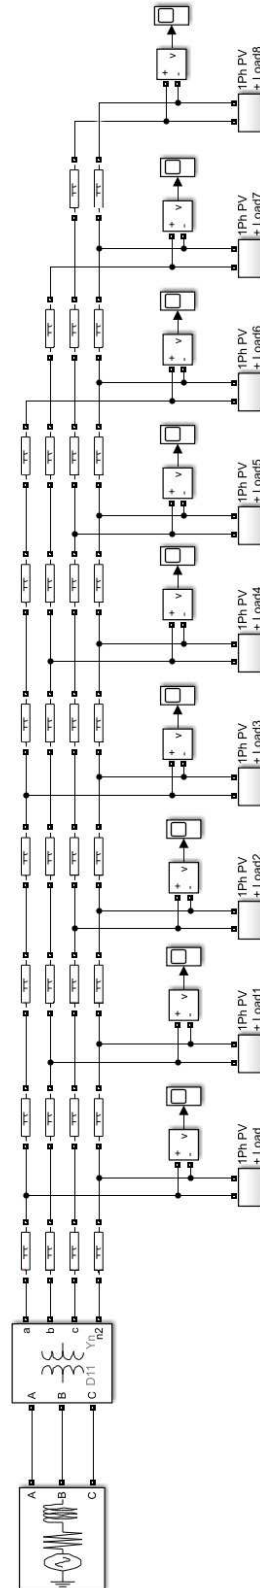 A
B
C
A
B
C
D11
Yn
a
b
c
n2
1Ph PV
+ Load
+
-
v
1Ph PV
+ Load1
+
-
v
1Ph PV
+ Load2
+
-
v
1Ph PV
+ Load3
+
-
v
1Ph PV
+ Load4
+
-
v
1Ph PV
+ Load5
+
-
v
1Ph PV
+ Load6
+
-
v
1Ph PV
+ Load7
+
-
v
1Ph PV
+ Load8
+
-
v